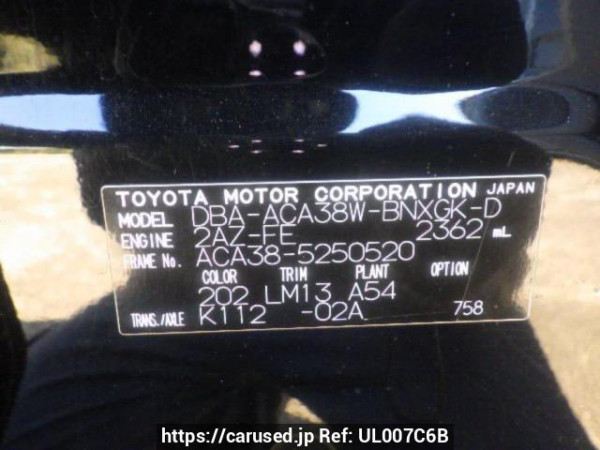 TOYOTA MOTOR CORPORATION JAPAN
MODEL DBA-ACA38W-BNXGK-D
ENGINE 2AZ-FE 2362 mL
FRAME No. ACA38-5250520
COLOR TRIM PLANT OPTION
202 LM13 A54
TRANS./AXLE K112 -02A 758
https://carused.jp Ref: UL007C6B